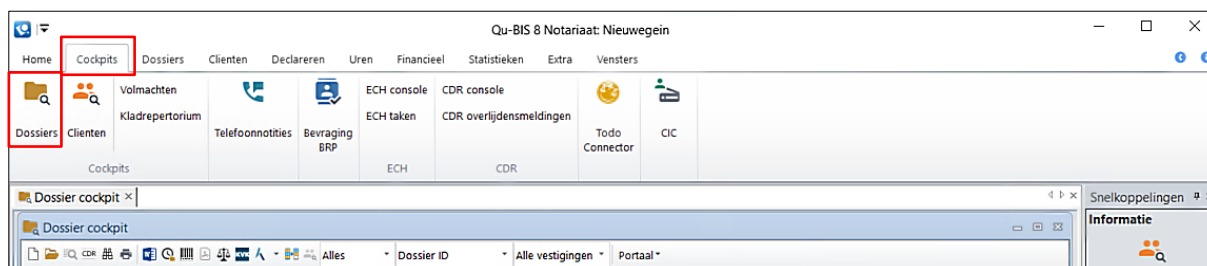 Qu-BIS 8 Notariaat: Nieuwegein
Home Cockpits Dossiers Clienten Declareren Uren Financieel Statistieken Extra Vensters
Volmachten ECH console CDR console
Kladrepertorium ECH taken CDR overlijdensmeldingen
Dossiers Clienten Telefoonnotities Bevraging BRP Todo Connector CIC
Cockpits ECH CDR
Dossier cockpit Snelkoppelingen
Dossier cockpit Informatie
CDR KVK Alles Dossier ID Alle vestigingen Portaal